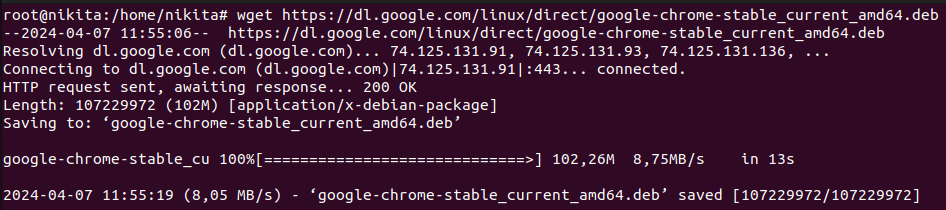 root@nikita:/home/nikita# wget https://dl.google.com/linux/direct/google-chrome-stable_current_amd64.deb
--2024-04-07 11:55:06--  https://dl.google.com/linux/direct/google-chrome-stable_current_amd64.deb
Resolving dl.google.com (dl.google.com)... 74.125.131.91, 74.125.131.93, 74.125.131.136, ...
Connecting to dl.google.com (dl.google.com)|74.125.131.91|:443... connected.
HTTP request sent, awaiting response... 200 OK
Length: 107229972 (102M) [application/x-debian-package]
Saving to: ‘google-chrome-stable_current_amd64.deb’
google-chrome-stable_cu 100%[============================>] 102,26M  8,75MB/s    in 13s
2024-04-07 11:55:19 (8,05 MB/s) - ‘google-chrome-stable_current_amd64.deb’ saved [107229972/107229972]